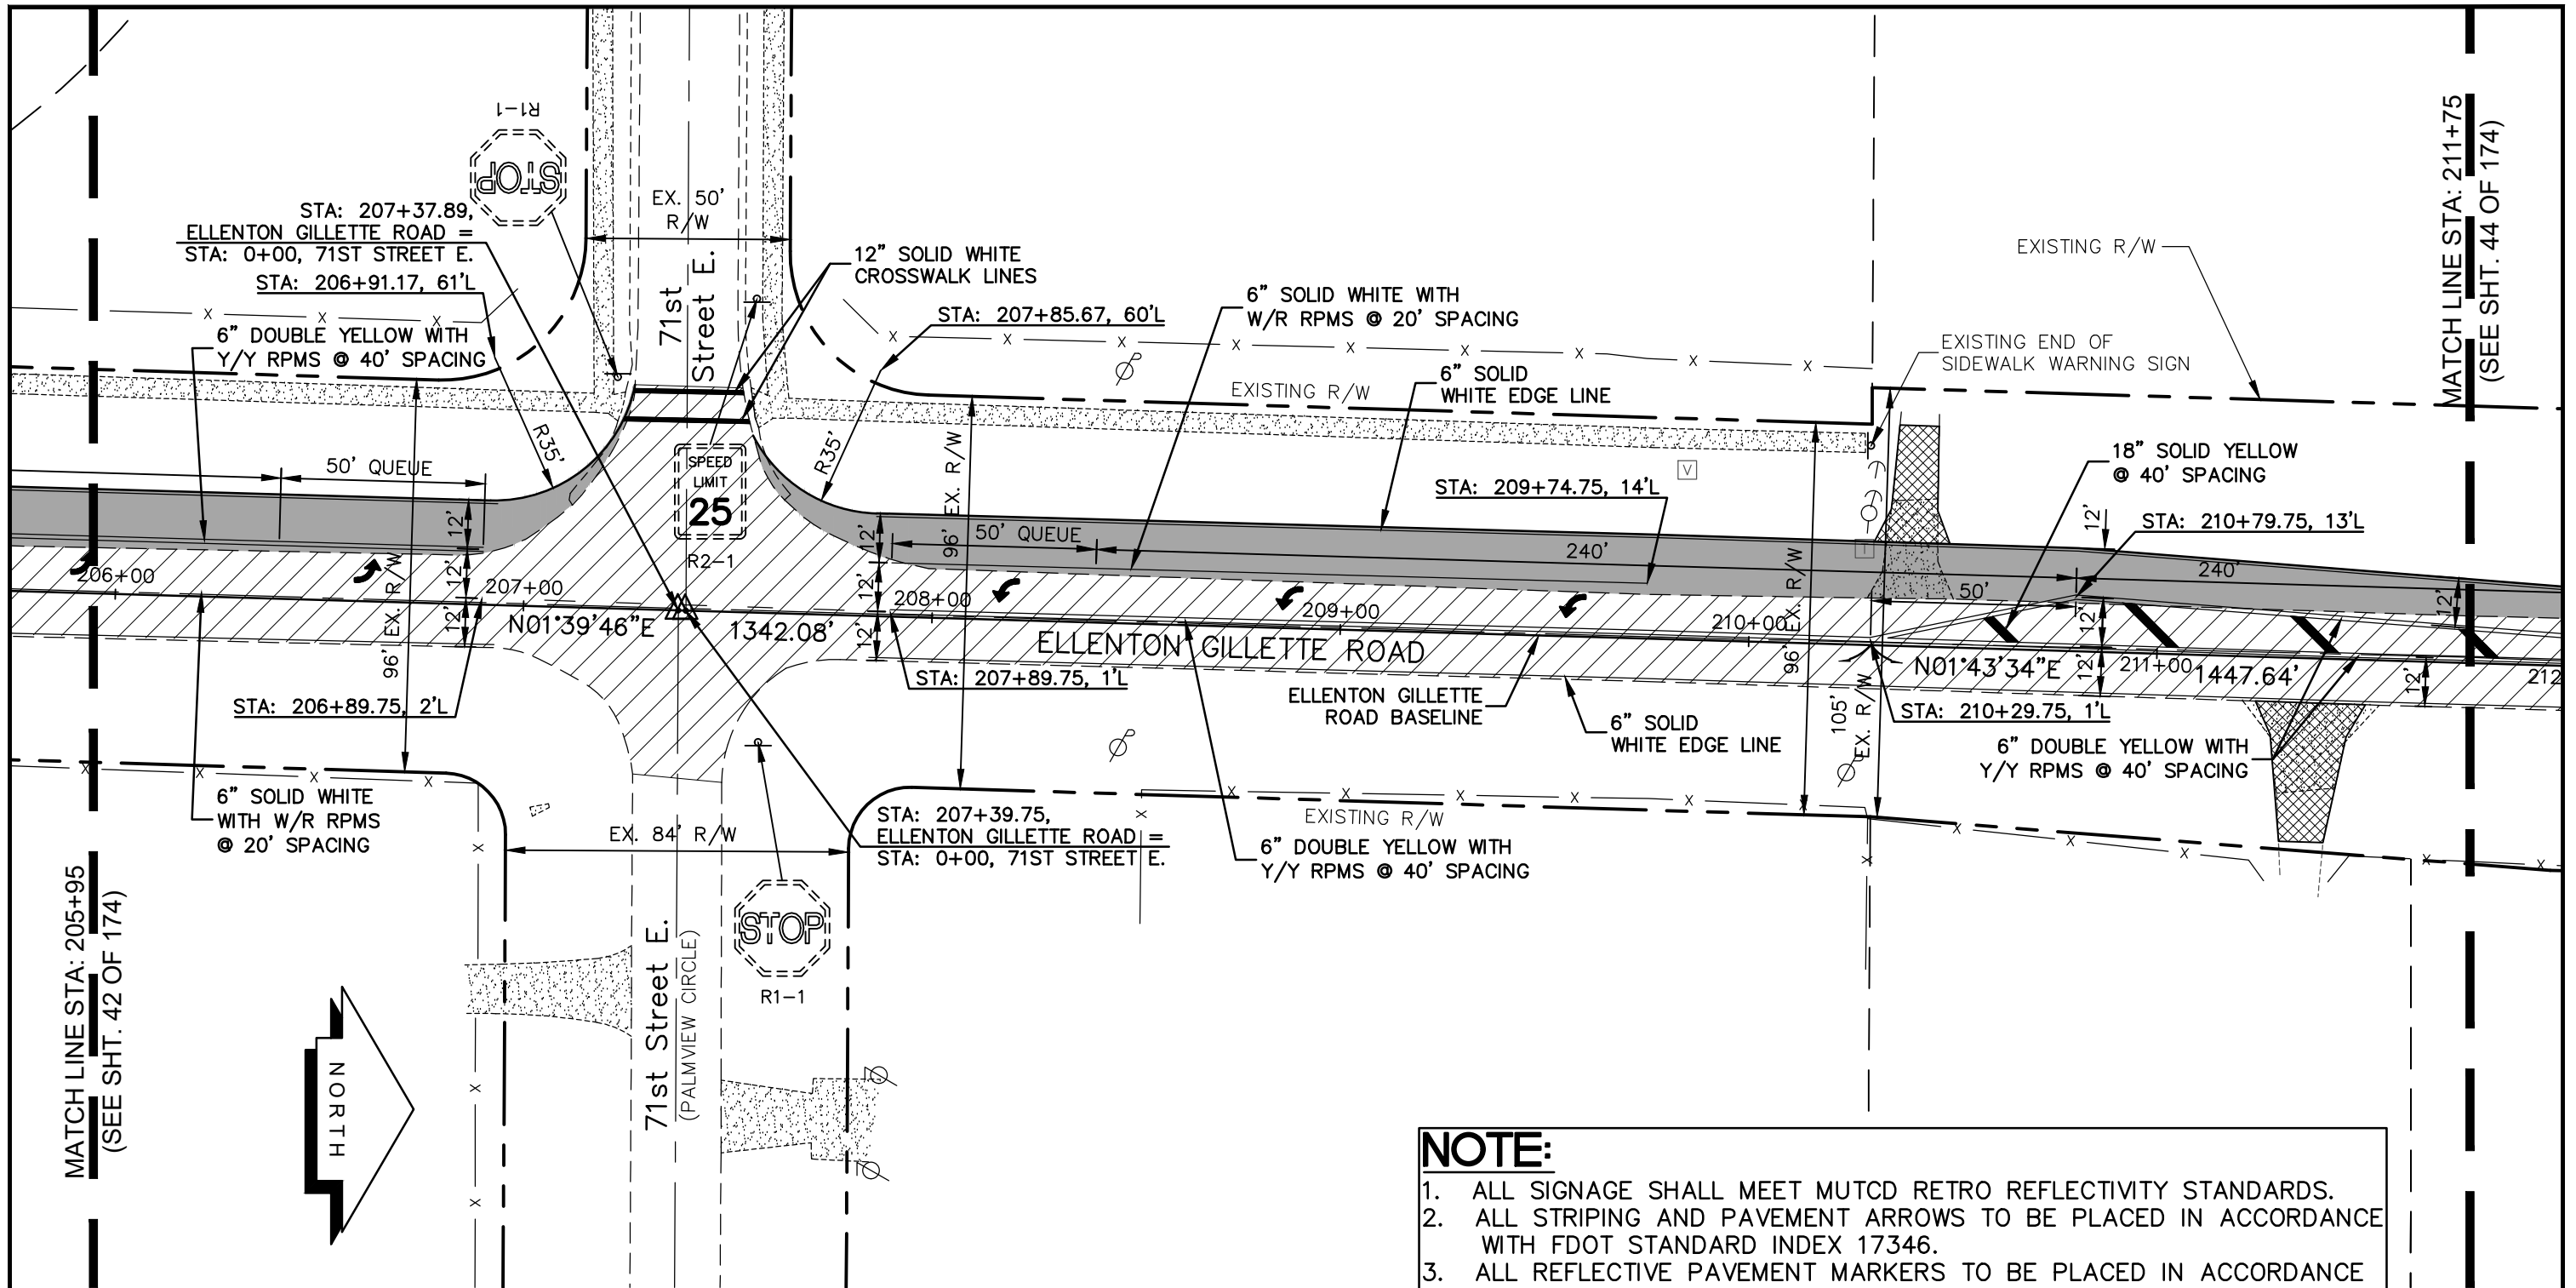 R1-1
STOP
STA: 207+37.89,
ELLENTON GILLETTE ROAD =
STA: 0+00, 71ST STREET E.
STA: 206+91.17, 61'L
6" DOUBLE YELLOW WITH
Y/Y RPMS @ 40' SPACING
EX. 50'
R/W
71st
Street E.
12" SOLID WHITE
CROSSWALK LINES
STA: 207+85.67, 60'L
6" SOLID WHITE WITH
W/R RPMS @ 20' SPACING
6" SOLID
WHITE EDGE LINE
EXISTING R/W
EXISTING R/W
EXISTING END OF
SIDEWALK WARNING SIGN
MATCH LINE STA: 211+75
(SEE SHT. 44 OF 174)
18" SOLID YELLOW
@ 40' SPACING
STA: 210+79.75, 13'L
STA: 209+74.75, 14'L
V
50' QUEUE
R35'
R35'
SPEED
LIMIT
25
R2-1
96' EX. R/W
96' EX. R/W
96' EX. R/W
105'
EX. R/W
50' QUEUE
240'
50'
240'
12'
12'
12'
12'
12'
12'
12'
12'
12'
12'
12'
206+00
207+00
208+00
209+00
210+00
211+00
212
N01°39'46"E
1342.08'
ELLENTON GILLETTE ROAD
N01°43'34"E
1447.64'
STA: 206+89.75, 2'L
STA: 207+89.75, 1'L
ELLENTON GILLETTE
ROAD BASELINE
6" SOLID
WHITE EDGE LINE
STA: 210+29.75, 1'L
6" DOUBLE YELLOW WITH
Y/Y RPMS @ 40' SPACING
6" SOLID WHITE
WITH W/R RPMS
@ 20' SPACING
EX. 84' R/W
STA: 207+39.75,
ELLENTON GILLETTE ROAD =
STA: 0+00, 71ST STREET E.
EXISTING R/W
6" DOUBLE YELLOW WITH
Y/Y RPMS @ 40' SPACING
MATCH LINE STA: 205+95
(SEE SHT. 42 OF 174)
NORTH
71st Street E.
(PALMVIEW CIRCLE)
STOP
R1-1
NOTE:
1. ALL SIGNAGE SHALL MEET MUTCD RETRO REFLECTIVITY STANDARDS.
2. ALL STRIPING AND PAVEMENT ARROWS TO BE PLACED IN ACCORDANCE
WITH FDOT STANDARD INDEX 17346.
3. ALL REFLECTIVE PAVEMENT MARKERS TO BE PLACED IN ACCORDANCE